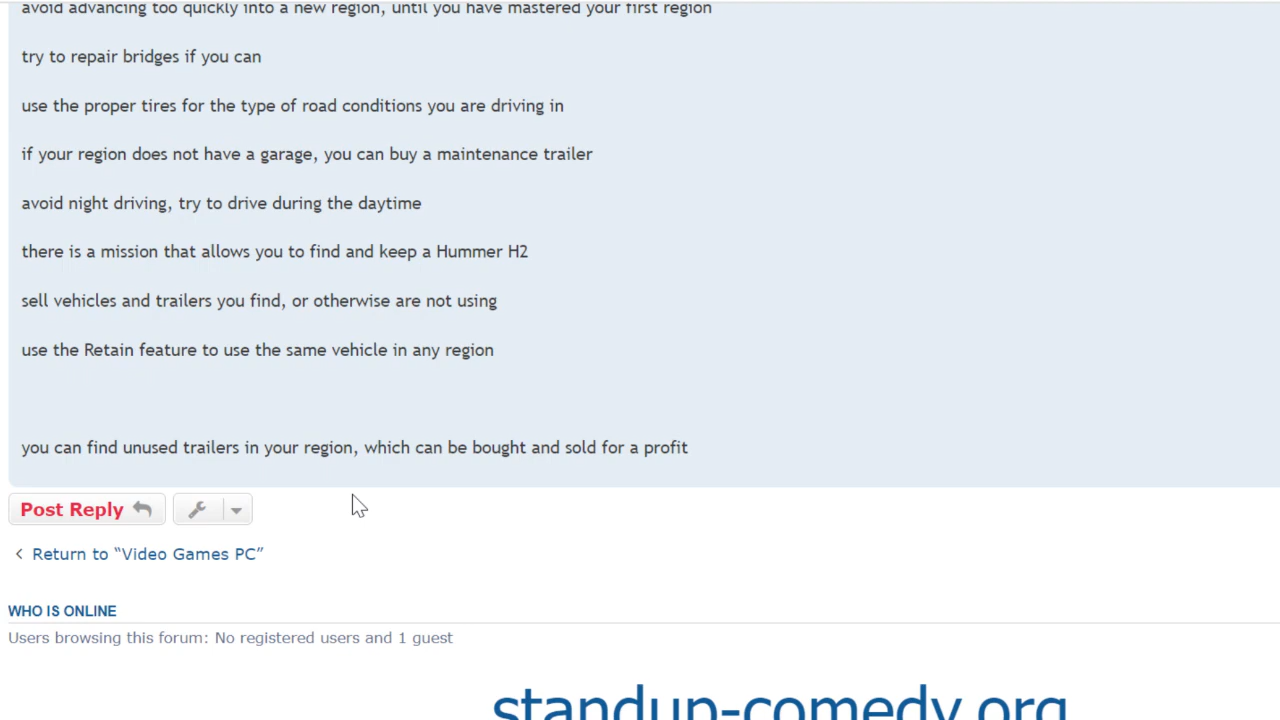 avoid advancing too quickly into a new region, until you have mastered your first region
try to repair bridges if you can
use the proper tires for the type of road conditions you are driving in
if your region does not have a garage, you can buy a maintenance trailer
avoid night driving, try to drive during the daytime
there is a mission that allows you to find and keep a Hummer H2
sell vehicles and trailers you find, or otherwise are not using
use the Retain feature to use the same vehicle in any region
you can find unused trailers in your region, which can be bought and sold for a profit
Post Reply
Return to “Video Games PC”
WHO IS ONLINE
Users browsing this forum: No registered users and 1 guest
standup-comedy.org